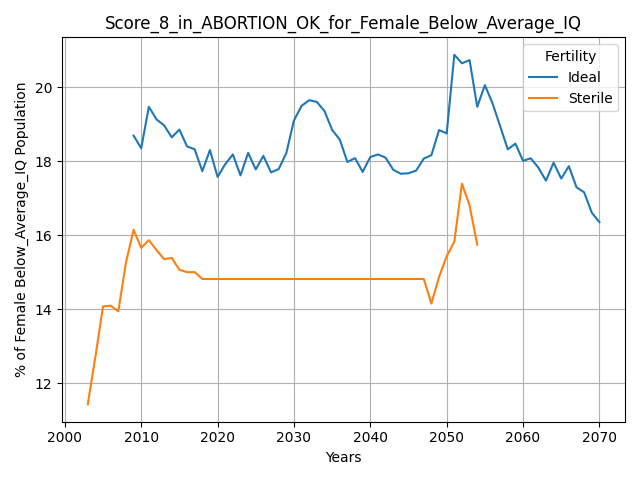 Score_8_in_ABORTION_OK_for_Female_Below_Average_IQ
Fertility
Ideal
Sterile
% of Female Below_Average_IQ Population
20
18
16
14
12
2000 2010 2020 2030 2040 2050 2060 2070
Years